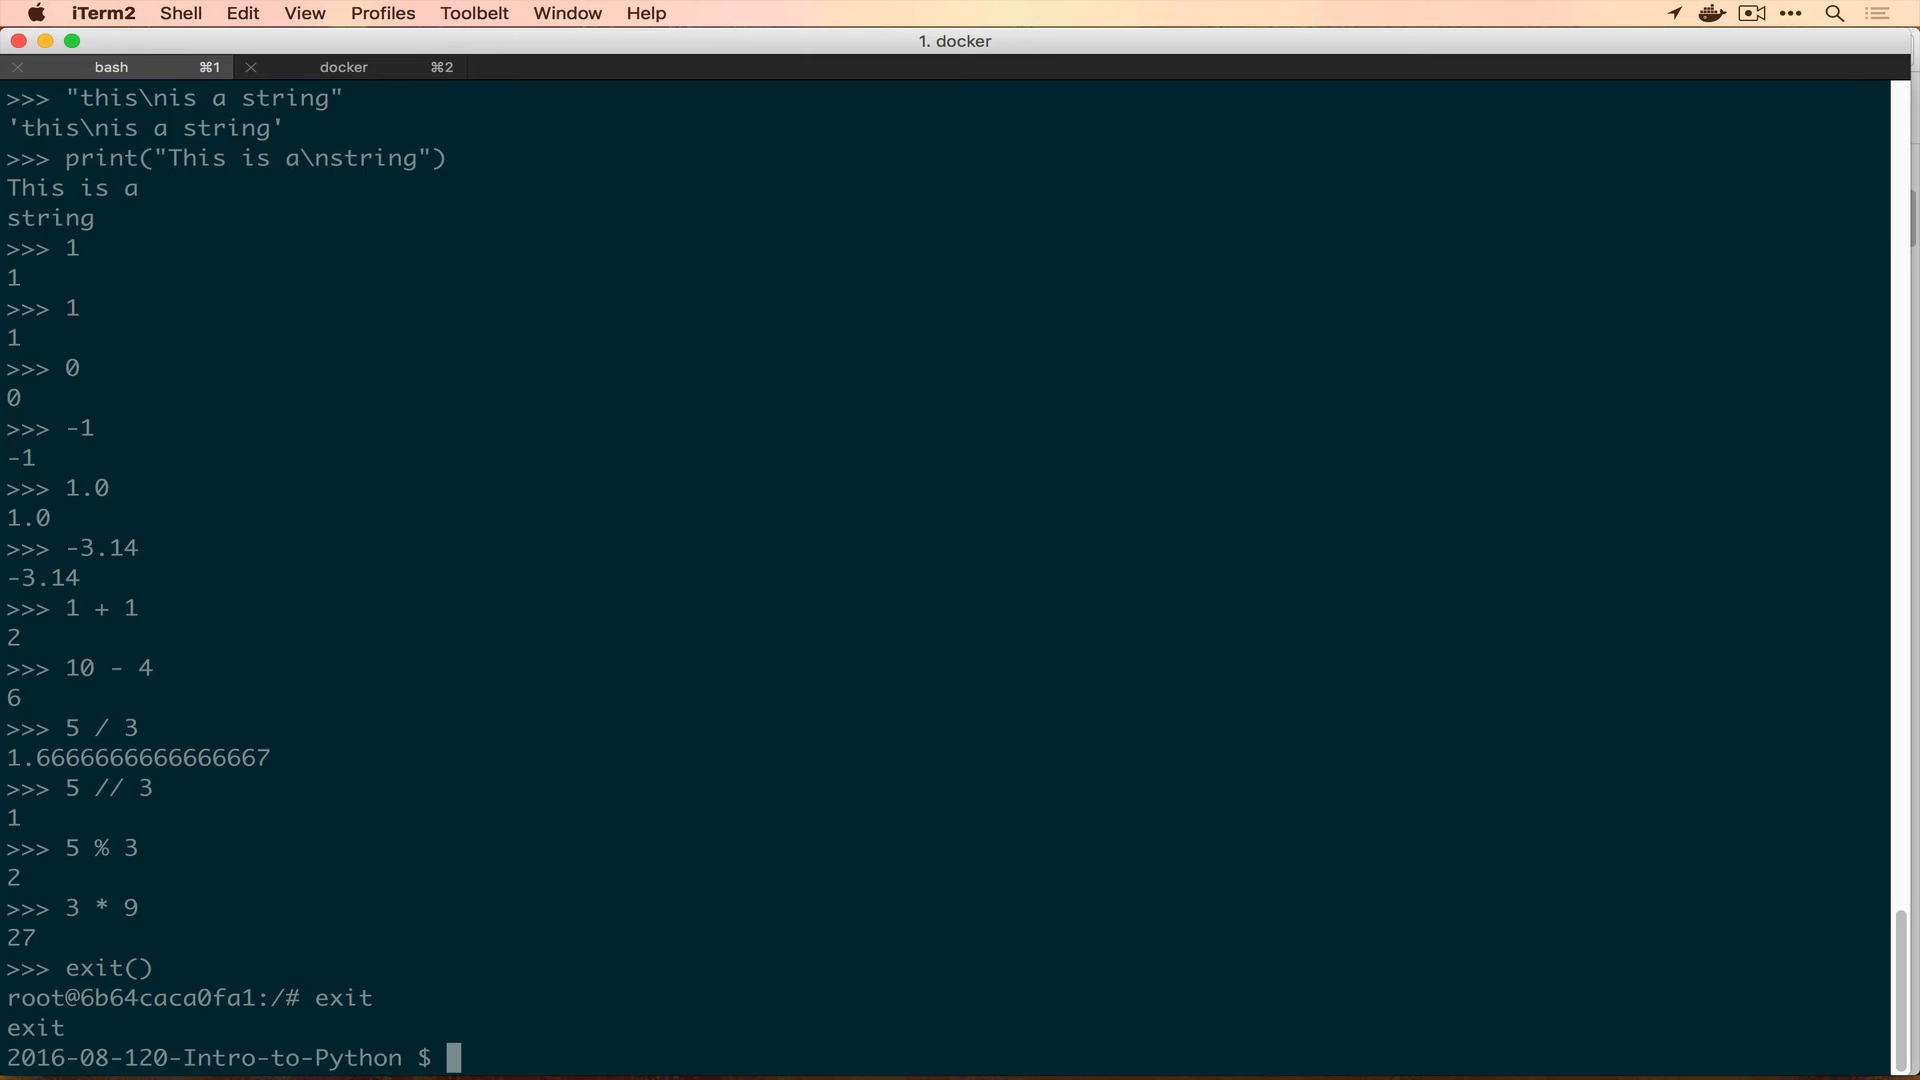 iTerm2 Shell Edit View Profiles Toolbelt Window Help
1. docker
bash ⌘1 docker ⌘2
>>> "this\nis a string"
'this\nis a string'
>>> print("This is a\nstring")
This is a
string
>>> 1
1
>>> 1
1
>>> 0
0
>>> -1
-1
>>> 1.0
1.0
>>> -3.14
-3.14
>>> 1 + 1
2
>>> 10 - 4
6
>>> 5 / 3
1.6666666666666667
>>> 5 // 3
1
>>> 5 % 3
2
>>> 3 * 9
27
>>> exit()
root@6b64caca0fa1:/# exit
exit
2016-08-120-Intro-to-Python $